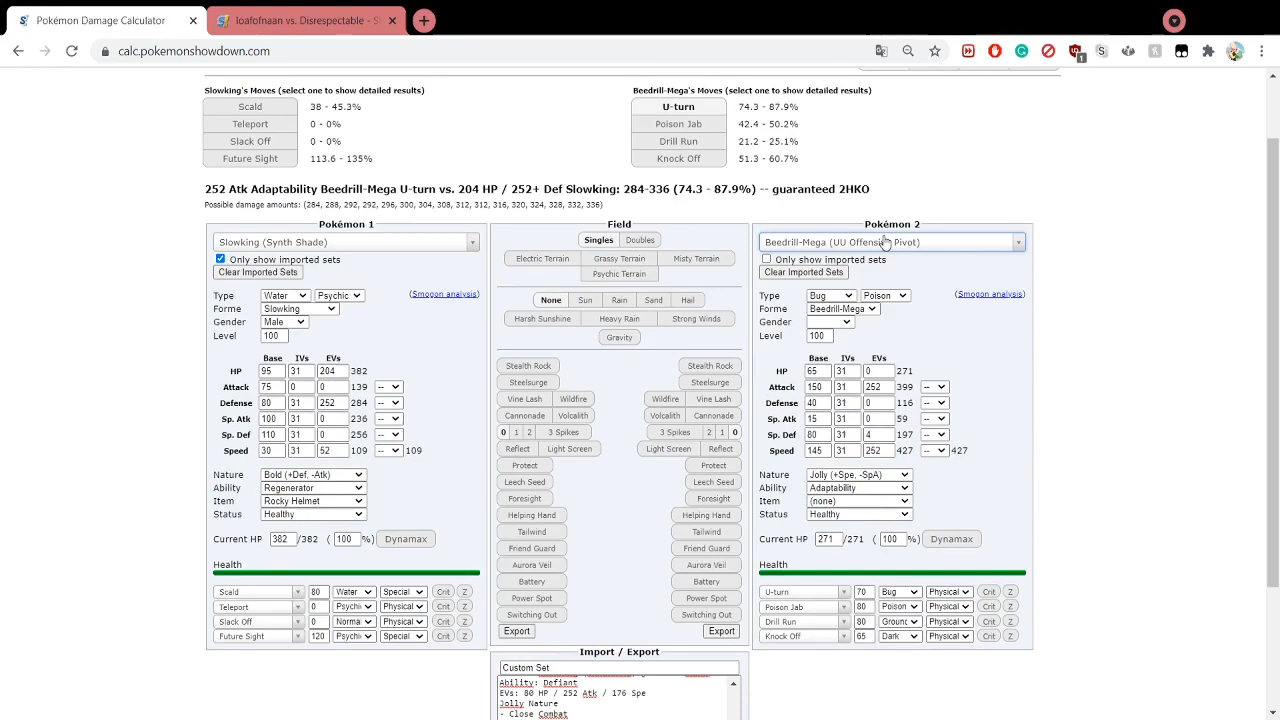 Pokémon Damage Calculator
loafofnaan vs. Disrespectable - S
calc.pokemonshowdown.com
1
Slowking's Moves (select one to show detailed results)
Scald 38 - 45.3%
Teleport 0 - 0%
Slack Off 0 - 0%
Future Sight 113.6 - 135%
Beedrill-Mega's Moves (select one to show detailed results)
U-turn 74.3 - 87.9%
Poison Jab 42.4 - 50.2%
Drill Run 21.2 - 25.1%
Knock Off 51.3 - 60.7%
252 Atk Adaptability Beedrill-Mega U-turn vs. 204 HP / 252+ Def Slowking: 284-336 (74.3 - 87.9%) -- guaranteed 2HKO
Possible damage amounts: (284, 288, 292, 292, 296, 300, 304, 308, 312, 312, 316, 320, 324, 328, 332, 336)
Pokémon 1
Slowking (Synth Shade)
Only show imported sets
Clear Imported Sets
Type Water Psychic (Smogon analysis)
Forme Slowking
Gender Male
Level 100
Base IVs EVs
HP 95 31 204 382
Attack 75 0 0 139 --
Defense 80 31 252 284 --
Sp. Atk 100 31 0 236 --
Sp. Def 110 31 0 256 --
Speed 30 31 52 109 -- 109
Nature Bold (+Def, -Atk)
Ability Regenerator
Item Rocky Helmet
Status Healthy
Current HP 382 /382 ( 100 %) Dynamax
Health
Scald 80 Water Special Crit Z
Teleport 0 Psychic Physical Crit Z
Slack Off 0 Normal Physical Crit Z
Future Sight 120 Psychic Special Crit Z
Field
Singles Doubles
Electric Terrain Grassy Terrain Misty Terrain
Psychic Terrain
None Sun Rain Sand Hail
Harsh Sunshine Heavy Rain Strong Winds
Gravity
Stealth Rock Stealth Rock
Steelsurge Steelsurge
Vine Lash Wildfire Wildfire Vine Lash
Cannonade Volcalith Volcalith Cannonade
0 1 2 3 Spikes 3 Spikes 2 1 0
Reflect Light Screen Light Screen Reflect
Protect Protect
Leech Seed Leech Seed
Foresight Foresight
Helping Hand Helping Hand
Tailwind Tailwind
Friend Guard Friend Guard
Aurora Veil Aurora Veil
Battery Battery
Power Spot Power Spot
Switching Out Switching Out
Export Export
Pokémon 2
Beedrill-Mega (UU Offensive Pivot)
Only show imported sets
Clear Imported Sets
Type Bug Poison (Smogon analysis)
Forme Beedrill-Mega
Gender
Level 100
Base IVs EVs
HP 65 31 0 271
Attack 150 31 252 399 --
Defense 40 31 0 116 --
Sp. Atk 15 31 0 59 --
Sp. Def 80 31 4 197 --
Speed 145 31 252 427 -- 427
Nature Jolly (+Spe, -SpA)
Ability Adaptability
Item (none)
Status Healthy
Current HP 271 /271 ( 100 %) Dynamax
Health
U-turn 70 Bug Physical Crit Z
Poison Jab 80 Poison Physical Crit Z
Drill Run 80 Ground Physical Crit Z
Knock Off 65 Dark Physical Crit Z
Import / Export
Custom Set
Ability: Defiant
EVs: 80 HP / 252 Atk / 176 Spe
Jolly Nature
- Close Combat